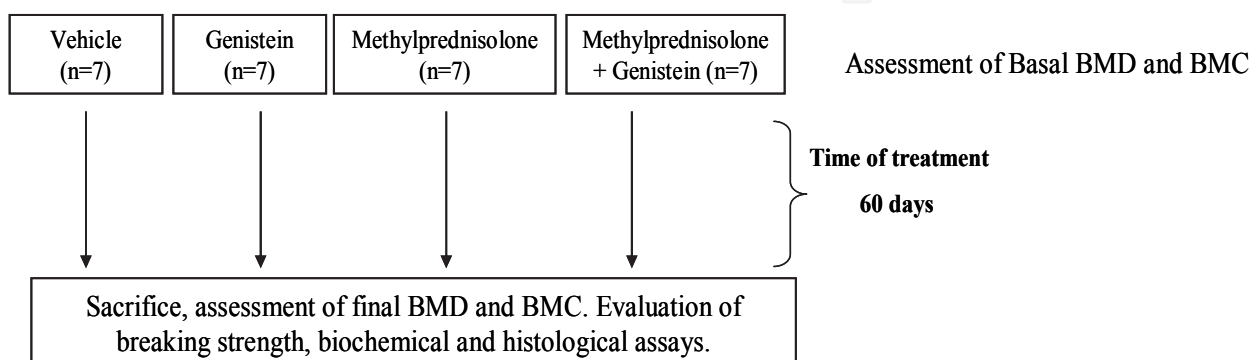 Vehicle
(n=7)
Genistein
(n=7)
Methylprednisolone
(n=7)
Methylprednisolone
+ Genistein (n=7)
Assessment of Basal BMD and BMC
Time of treatment
60 days
Sacrifice, assessment of final BMD and BMC. Evaluation of
breaking strength, biochemical and histological assays.